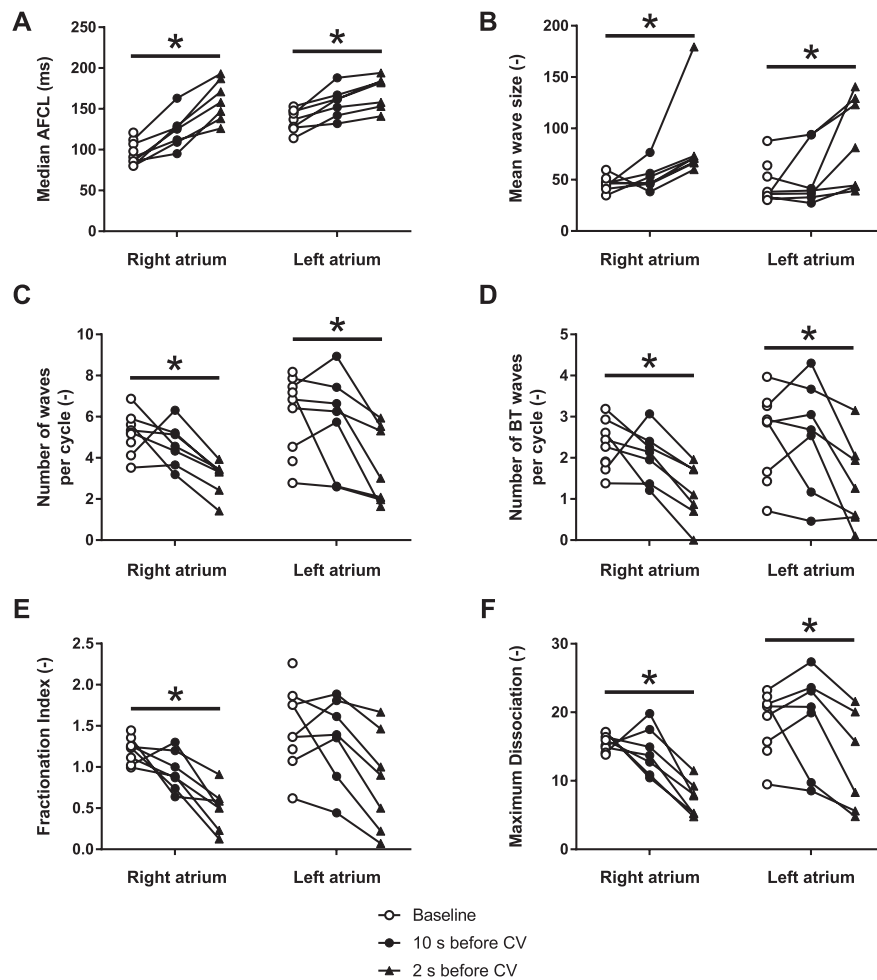 A
Median AFCL (ms)
250
200
150
100
50
0
*
*
Right atrium
Left atrium
B
Mean wave size (-)
200
150
100
50
0
*
*
Right atrium
Left atrium
C
Number of waves
per cycle (-)
10
8
6
4
2
0
*
*
Right atrium
Left atrium
D
Number of BT waves
per cycle (-)
5
4
3
2
1
0
*
*
Right atrium
Left atrium
E
Fractionation Index (-)
2.5
2.0
1.5
1.0
0.5
0.0
*
Right atrium
Left atrium
F
Maximum Dissociation (-)
30
20
10
0
*
*
Right atrium
Left atrium
Baseline
10 s before CV
2 s before CV